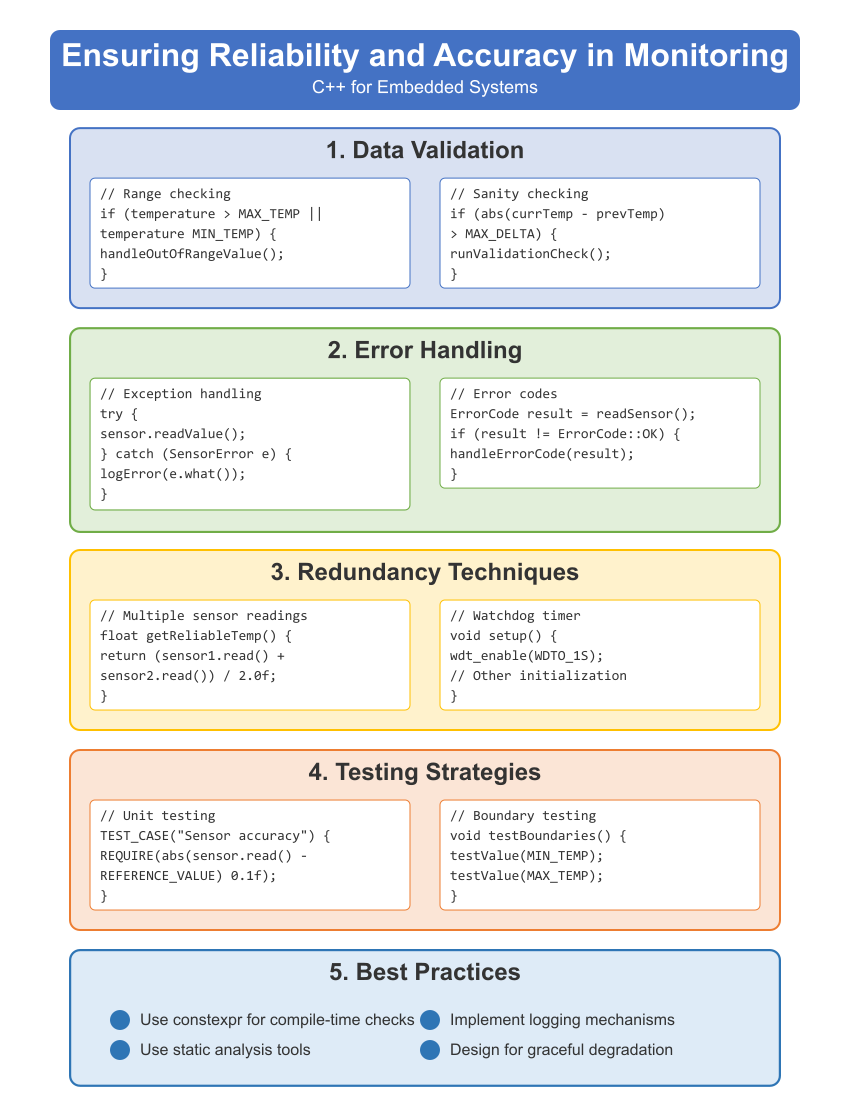 Ensuring Reliability and Accuracy in Monitoring
C++ for Embedded Systems
1. Data Validation
// Range checking
if (temperature > MAX_TEMP ||
temperature MIN_TEMP) {
handleOutOfRangeValue();
}
// Sanity checking
if (abs(currTemp - prevTemp)
> MAX_DELTA) {
runValidationCheck();
}
2. Error Handling
// Exception handling
try {
sensor.readValue();
} catch (SensorError e) {
logError(e.what());
}
// Error codes
ErrorCode result = readSensor();
if (result != ErrorCode::OK) {
handleErrorCode(result);
}
3. Redundancy Techniques
// Multiple sensor readings
float getReliableTemp() {
return (sensor1.read() +
sensor2.read()) / 2.0f;
}
// Watchdog timer
void setup() {
wdt_enable(WDTO_1S);
// Other initialization
}
4. Testing Strategies
// Unit testing
TEST_CASE("Sensor accuracy") {
REQUIRE(abs(sensor.read() -
REFERENCE_VALUE) 0.1f);
}
// Boundary testing
void testBoundaries() {
testValue(MIN_TEMP);
testValue(MAX_TEMP);
}
5. Best Practices
Use constexpr for compile-time checks
Use static analysis tools
Implement logging mechanisms
Design for graceful degradation